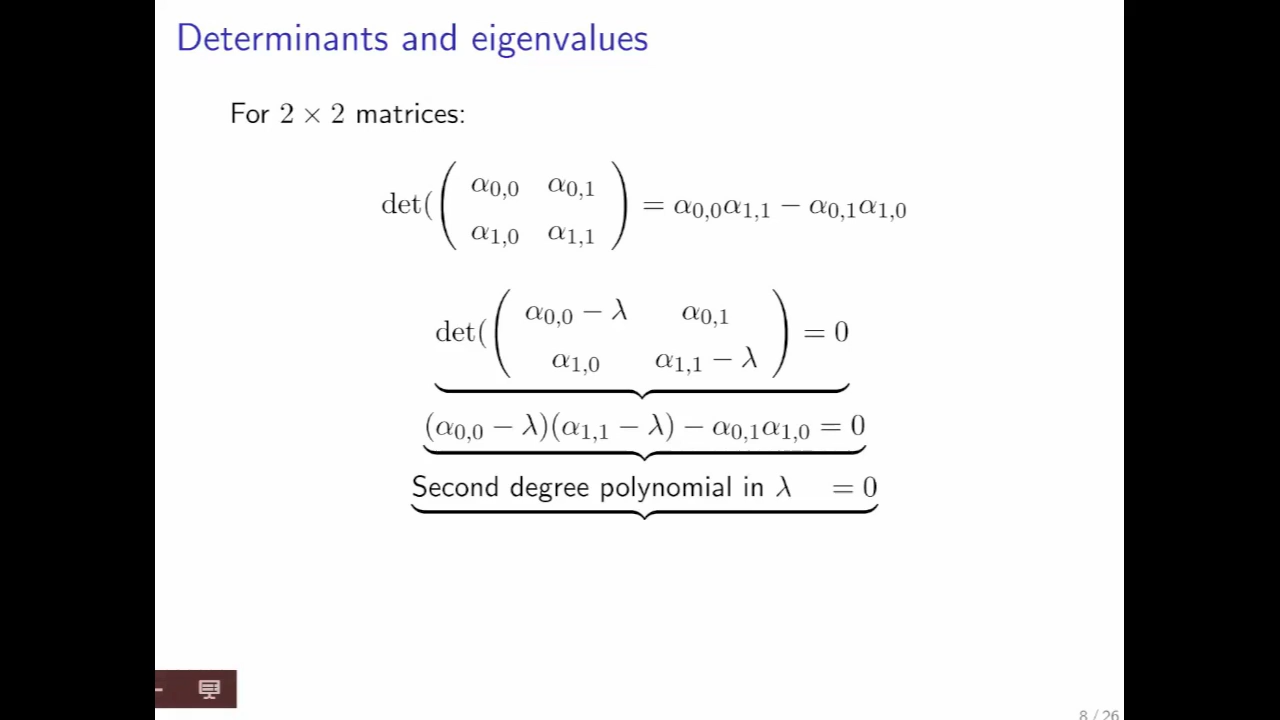 Determinants and eigenvalues
For 2 × 2 matrices:
det( ( α₀,₀ α₀,₁
α₁,₀ α₁,₁ ) = α₀,₀α₁,₁ − α₀,₁α₁,₀
det( ( α₀,₀ − λ α₀,₁
α₁,₀ α₁,₁ − λ ) = 0
(α₀,₀ − λ)(α₁,₁ − λ) − α₀,₁α₁,₀ = 0
Second degree polynomial in λ = 0
8 / 26